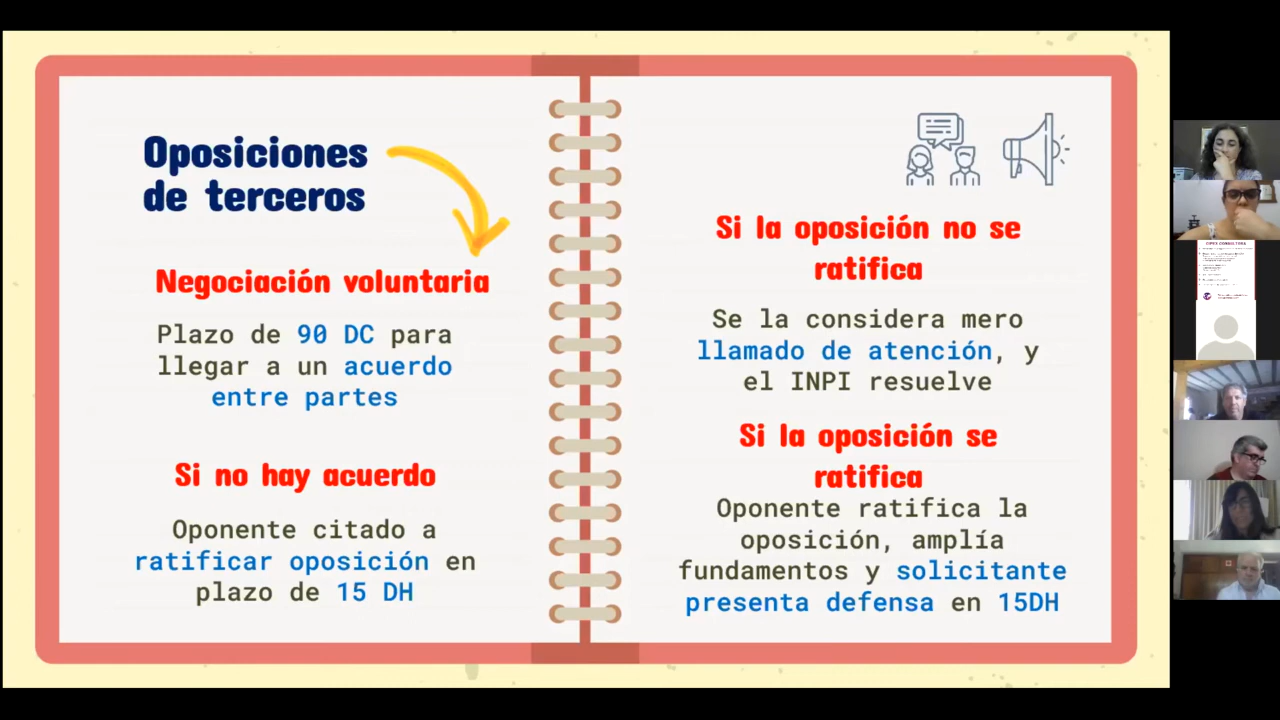 Oposiciones
de terceros
Negociación voluntaria
Plazo de 90 DC para
llegar a un acuerdo
entre partes
Si no hay acuerdo
Oponente citado a
ratificar oposición en
plazo de 15 DH
Si la oposición no se
ratifica
Se la considera mero
llamado de atención, y
el INPI resuelve
Si la oposición se
ratifica
Oponente ratifica la
oposición, amplía
fundamentos y solicitante
presenta defensa en 15DH